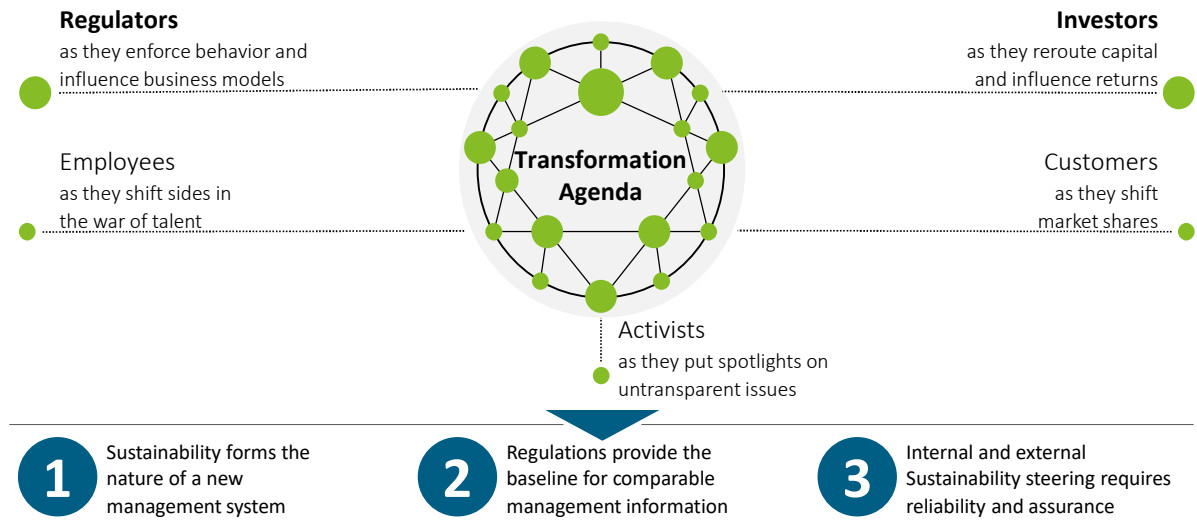 Regulators
as they enforce behavior and
influence business models
Investors
as they reroute capital
and influence returns
Transformation
Agenda
Employees
as they shift sides in
the war of talent
Customers
as they shift
market shares
Activists
as they put spotlights on
untransparent issues
1
Sustainability forms the
nature of a new
management system
2
Regulations provide the
baseline for comparable
management information
3
Internal and external
Sustainability steering requires
reliability and assurance